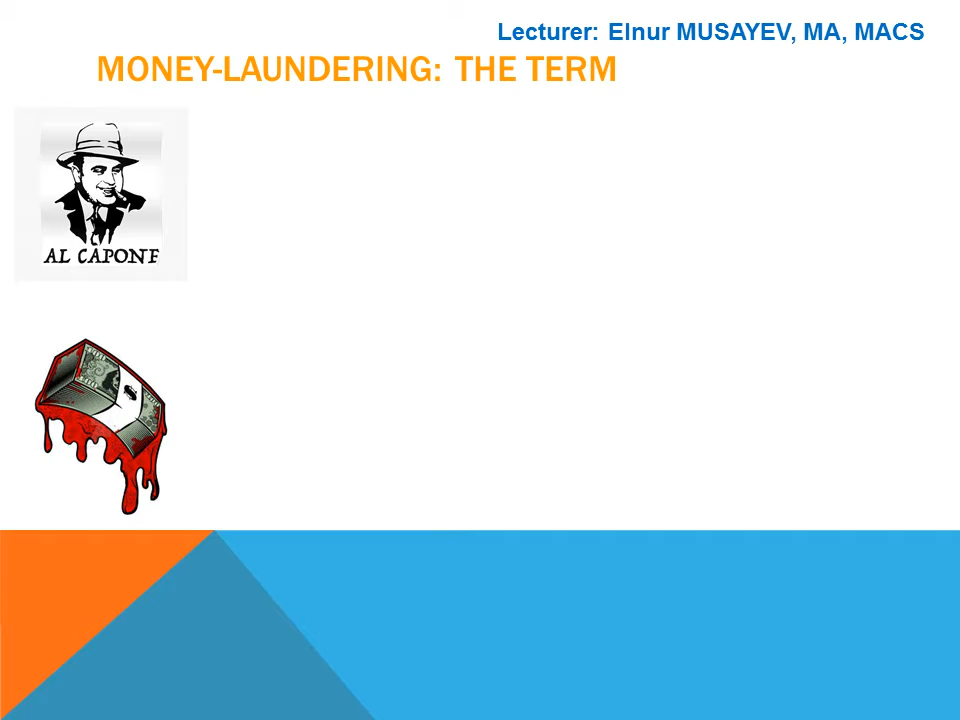 Lecturer: Elnur MUSAYEV, MA, MACS
MONEY-LAUNDERING: THE TERM
AL CAPONE